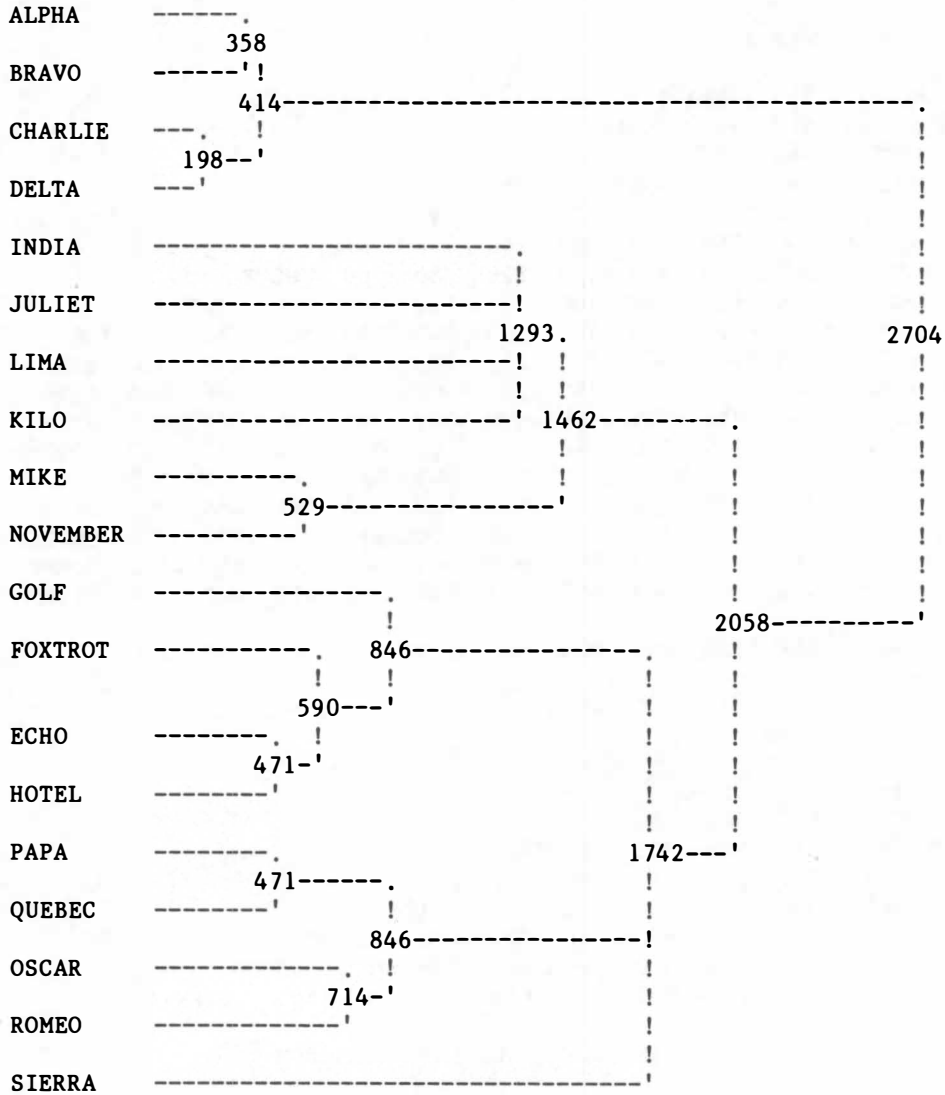 ALPHA ------.
358
BRAVO ------' !
414--------------------------------------------.
CHARLIE ---. ! !
198--' !
DELTA ---' !
INDIA -------------------------. !
! !
JULIET -------------------------! !
1293. 2704
LIMA -------------------------! ! !
! ! !
KILO -------------------------' 1462----------. !
! ! !
MIKE ----------. ! ! !
529----------------' ! !
NOVEMBER ----------' ! !
GOLF ----------------. ! !
! 2058----------'
FOXTROT -----------. 846----------------. !
! ! ! !
590---' ! !
ECHO --------. ! ! !
471-' ! !
HOTEL --------' ! !
! !
PAPA --------. 1742---'
471------. !
QUEBEC --------' ! !
846----------------!
OSCAR -------------. ! !
714-' !
ROMEO -------------' !
!
SIERRA ----------------------------------'